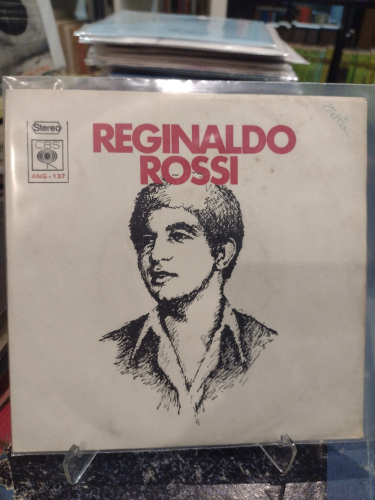 Stereo
CBS
ANG - 137
REGINALDO
ROSSI